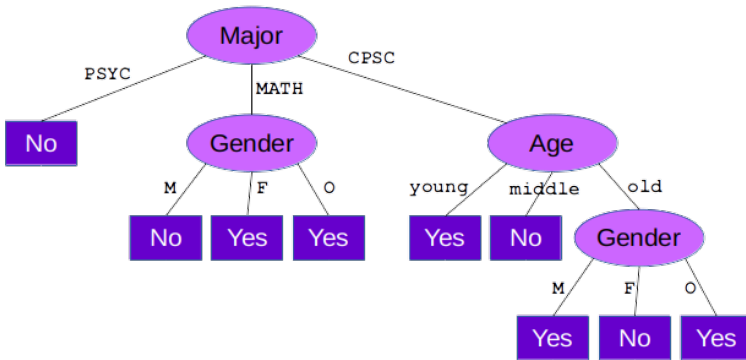 Major
PSYC
MATH
CPSC
No
Gender
Age
M
F
O
young
middle
old
No
Yes
Yes
Yes
No
Gender
M
F
O
Yes
No
Yes